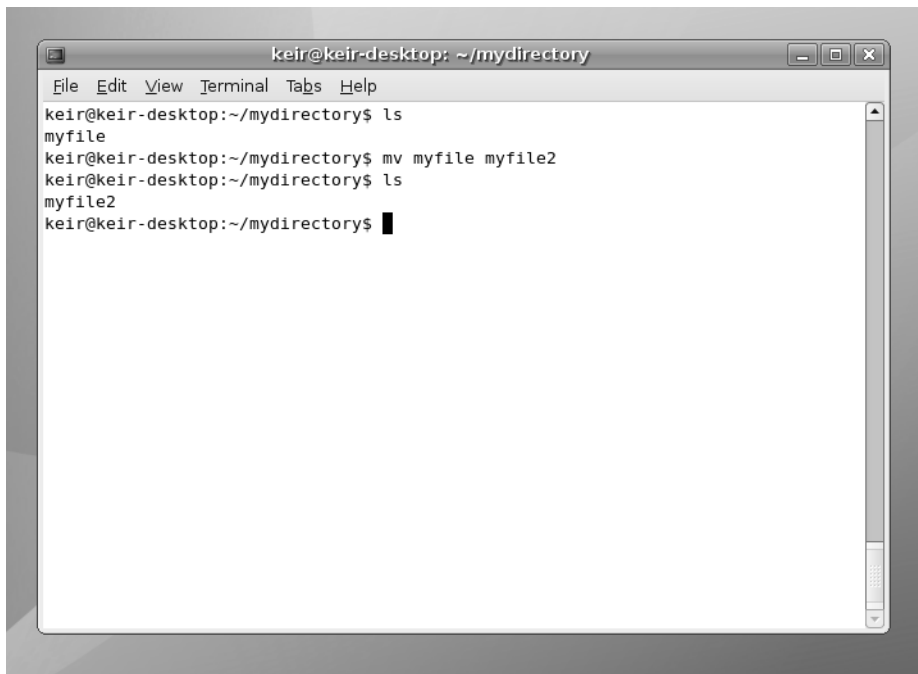 keir@keir-desktop: ~/mydirectory
File Edit View Terminal Tabs Help
keir@keir-desktop:~/mydirectory$ ls
myfile
keir@keir-desktop:~/mydirectory$ mv myfile myfile2
keir@keir-desktop:~/mydirectory$ ls
myfile2
keir@keir-desktop:~/mydirectory$